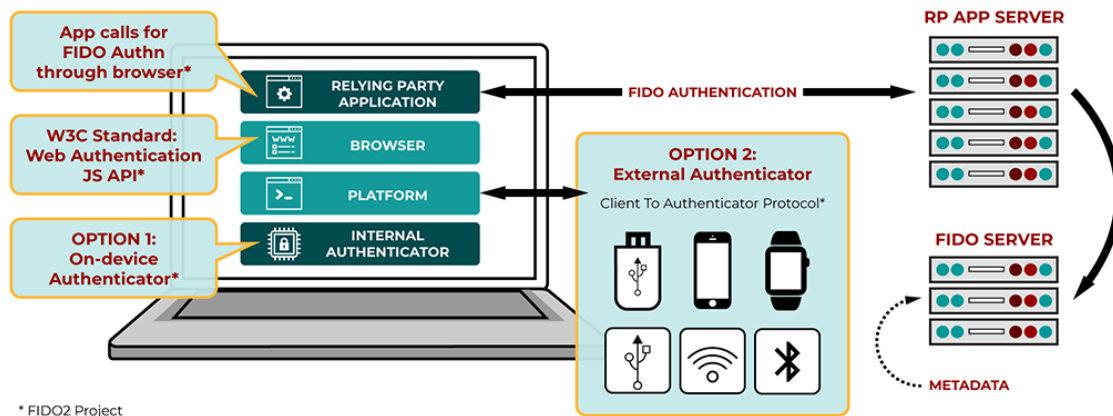 App calls for
FIDO Authn
through browser*
W3C Standard:
Web Authentication
JS API*
OPTION 1:
On-device
Authenticator*
RELYING PARTY
APPLICATION
WWW
BROWSER
PLATFORM
INTERNAL
AUTHENTICATOR
FIDO AUTHENTICATION
OPTION 2:
External Authenticator
Client To Authenticator Protocol*
RP APP SERVER
FIDO SERVER
METADATA
* FIDO2 Project